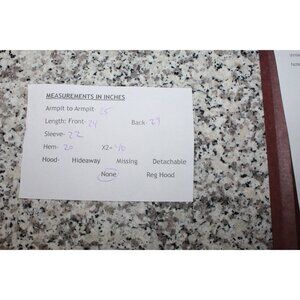 MEASUREMENTS IN INCHES
Armpit to Armpit- 25
Length: Front- 24 Back- 29
Sleeve- 22
Hem- 20 X2= 40
Hood- Hideaway Missing Detachable
None Reg Hood